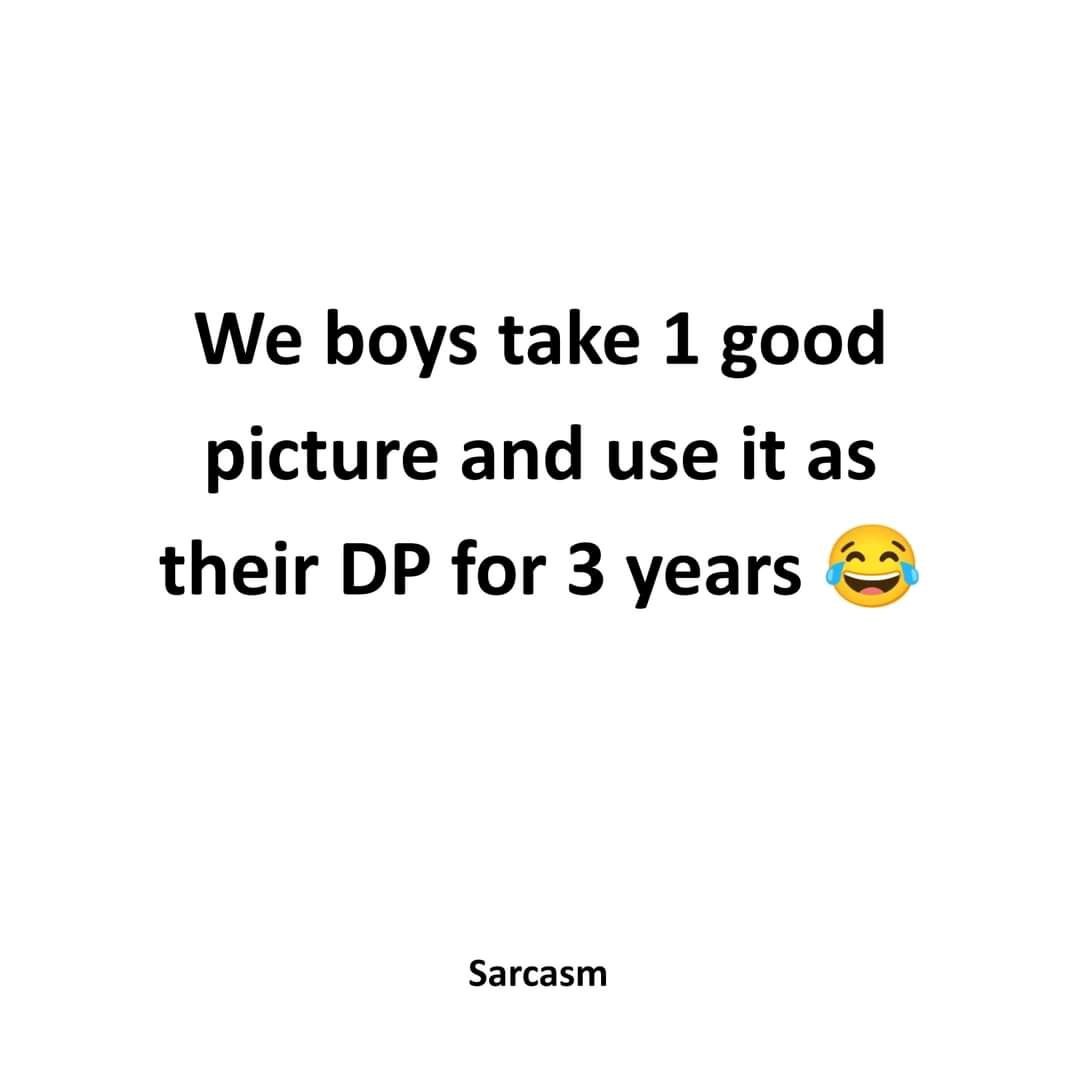 We boys take 1 good
picture and use it as
their DP for 3 years 😂
Sarcasm